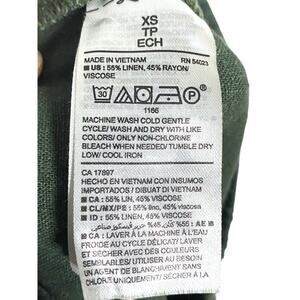 XS
TP
ECH
MADE IN VIETNAM RN 54023
■ US : 55% LINEN, 45% RAYON/
VISCOSE
30
1166
MACHINE WASH COLD GENTLE
CYCLE/ WASH AND DRY WITH LIKE
COLORS/ ONLY NON-CHLORINE
BLEACH WHEN NEEDED/ TUMBLE DRY
LOW/ COOL IRON
CA 17897
HECHO EN VIETNAM CON INSUMOS
IMPORTADOS / DIBUAT DI VIETNAM
■ CA : 55% LIN, 45% VISCOSE
■ CL/MX/PE : 55% lino, 45% viscosa
■ ID : 55% LINEN, 45% VISCOSE
■ CA : LAVER À LA MACHINE À L'EAU
FROIDE AU CYCLE DÉLICAT/ LAVER
ET SÉCHER AVEC DES COULEURS
SEMBLABLES/ UTILISER AU BESOIN
UN AGENT DE BLANCHIMENT SANS
CHLORE UNIQUEMENT/ SÉCHER